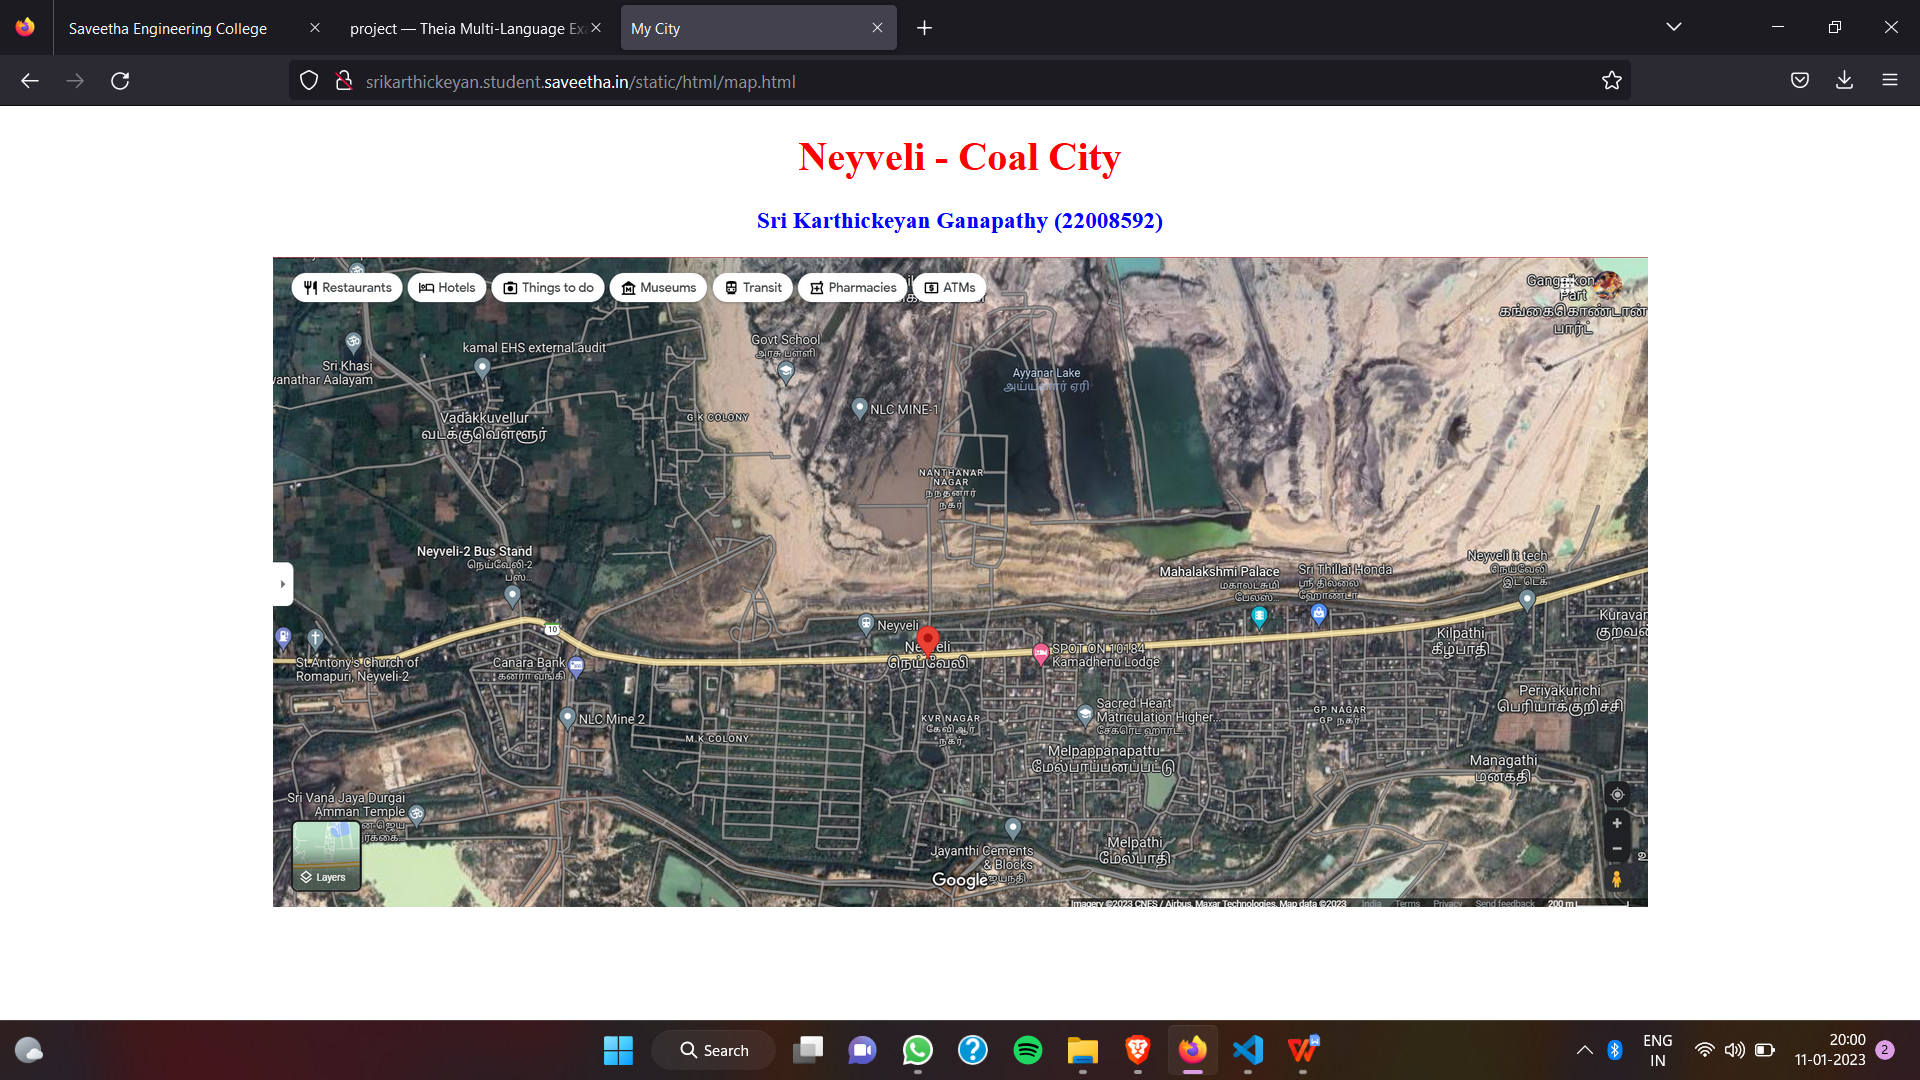 Saveetha Engineering College
project — Theia Multi-Language Ex
My City
srikarthickeyan.student.saveetha.in/static/html/map.html
Neyveli - Coal City
Sri Karthickeyan Ganapathy (22008592)
Restaurants
Hotels
Things to do
Museums
Transit
Pharmacies
ATMs
Part
கங்கைகொண்டான்
பார்ட்
Govt School
அரசு பள்ளி
kamal EHS external audit
Sri Khasi
vanathar Aalayam
Ayyanar Lake
அய்யனார் ஏரி
NLC MINE-1
G K COLONY
Vadakkuvellur
வடக்குவெள்ளூர்
NANTHANAR
NAGAR
நந்தனார்
நகர்
Neyveli-2 Bus Stand
நெய்வேலி-2
பஸ்...
Mahalakshmi Palace
மகாலட்சுமி
பேலஸ்...
Sri Thillai Honda
ஸ்ரீ தில்லை
ஹோண்டா
Neyveli it tech
நெய்வேலி
இட் டெக்
10
Neyveli
Neyveli
நெய்வேலி
SPOT ON 10184
Kamadhenu Lodge
Kilpathi
கீழ்பாதி
Kuravan
குறவன்
St.Antony's Church of
Romapuri, Neyveli-2
Canara Bank
கனரா வங்கி
NLC Mine 2
M.K COLONY
KVR NAGAR
கேவிஆர்
நகர்
Sacred Heart
Matriculation Higher...
சேக்ரெட் ஹார்ட்...
GP NAGAR
GP நகர்
Periyakurichi
பெரியாக்குறிச்சி
Melpappanapattu
மேல்பாப்பனப்பட்டு
Managathi
மனகதி
Sri Vana Jaya Durgai
Amman Temple
Layers
Jayanthi Cements
& Blocks
ஜெயந்தி...
Melpathi
மேல்பாதி
Google
Imagery ©2023 CNES / Airbus, Maxar Technologies, Map data ©2023
India
Terms
Privacy
Send feedback
200 m
Search
ENG
IN
20:00
11-01-2023
2